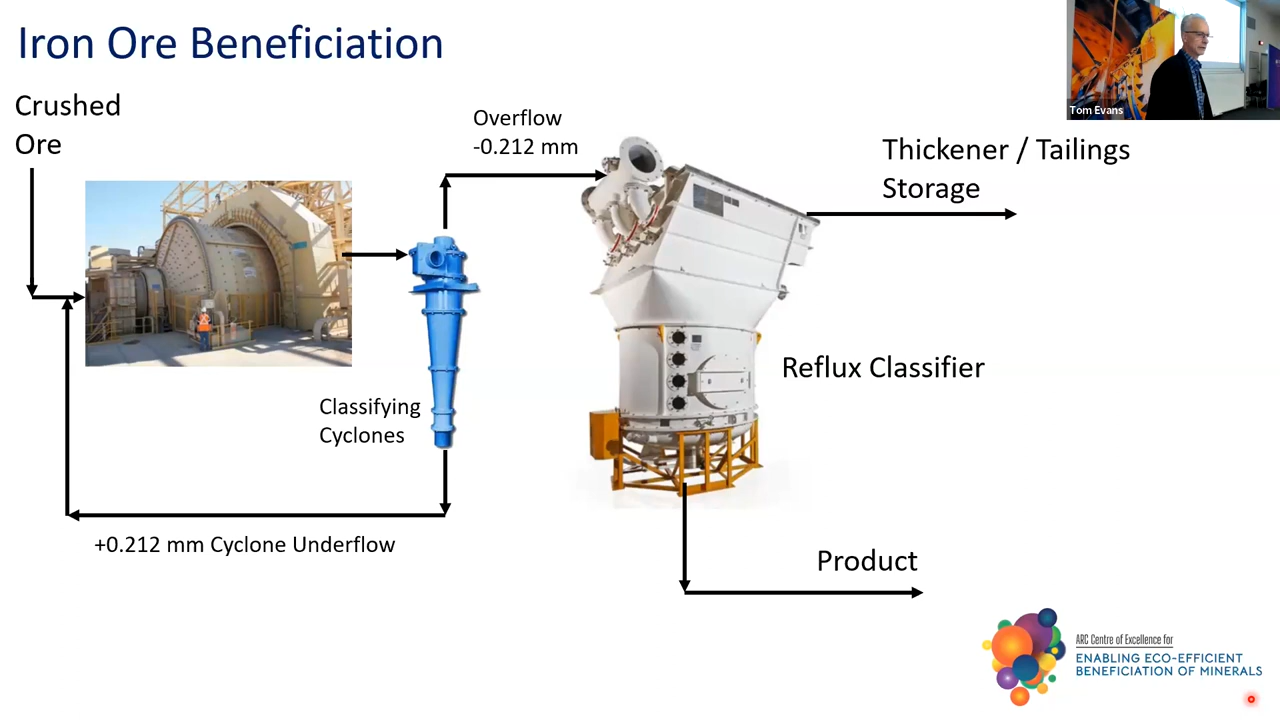 Iron Ore Beneficiation
Tom Evans
Crushed
Ore
Overflow
-0.212 mm
Thickener / Tailings
Storage
Reflux Classifier
Classifying
Cyclones
+0.212 mm Cyclone Underflow
Product
ARC Centre of Excellence for
ENABLING ECO-EFFICIENT
BENEFICIATION OF MINERALS